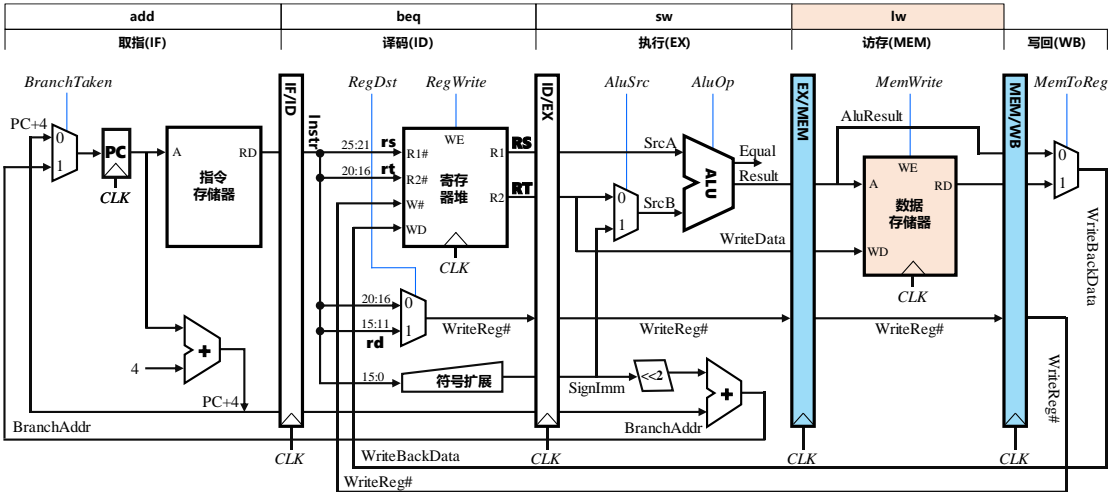 add beq sw lw
取指(IF) 译码(ID) 执行(EX) 访存(MEM) 写回(WB)
BranchTaken RegDst RegWrite AluSrc AluOp MemWrite MemToReg
IF/ID ID/EX EX/MEM MEM/WB
PC+4 0 1
PC
CLK
A RD
指令
存储器
Instr
25:21 rs
20:16 rt
WE
R1# R1
R2# R2
W#
WD
寄存
器堆
CLK
RS
RT
SrcA
0 SrcB
1
ALU
Equal
Result
WriteData
AluResult
WE
A RD
数据
存储器
WD
CLK
0
1
WriteBackData
20:16 0
15:11 1
rd
WriteReg# WriteReg# WriteReg#
4
+
PC+4
15:0 符号扩展
SignImm
<<2
+
BranchAddr BranchAddr
WriteReg#
CLK CLK CLK CLK
WriteBackData
WriteReg#